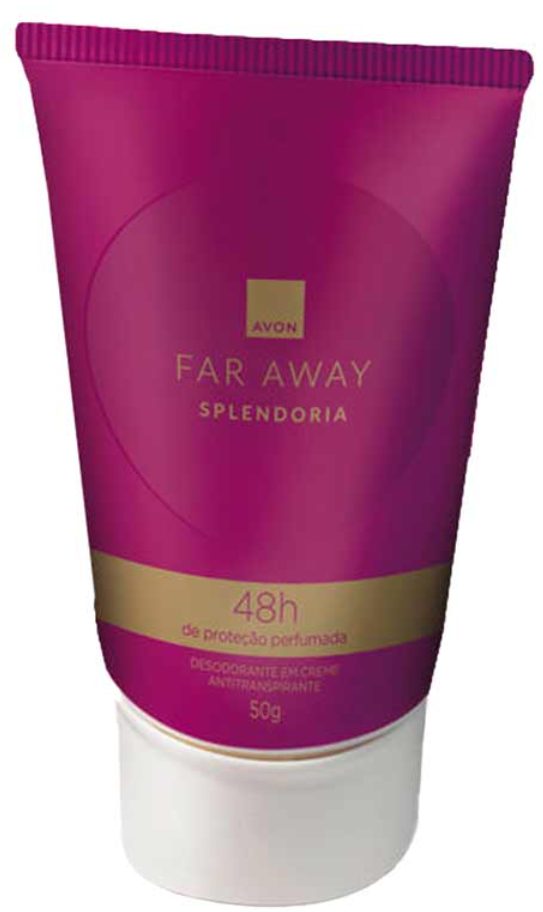 AVON
FAR AWAY
SPLENDORIA
48h
de proteção perfumada
DESODORANTE EM CREME
ANTITRANSPIRANTE
50g